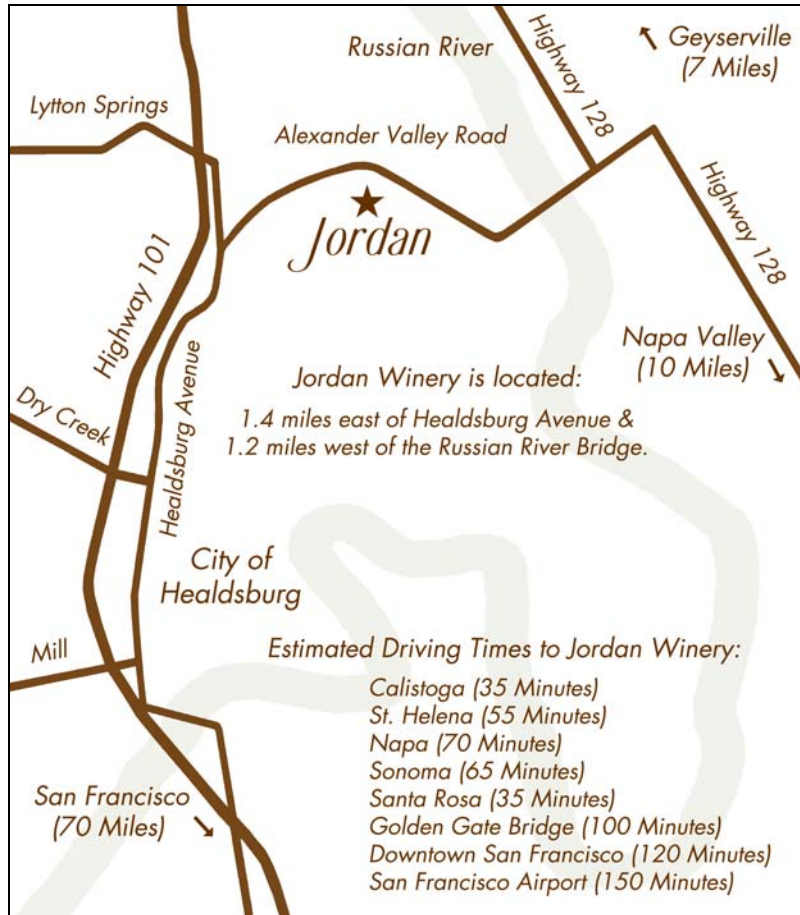 Russian River
Highway 128
Geyserville
(7 Miles)
Lytton Springs
Alexander Valley Road
Jordan
Highway 128
Highway 101
Napa Valley
(10 Miles)
Jordan Winery is located:
1.4 miles east of Healdsburg Avenue &
1.2 miles west of the Russian River Bridge.
Dry Creek
Healdsburg Avenue
City of
Healdsburg
Mill
Estimated Driving Times to Jordan Winery:
Calistoga (35 Minutes)
St. Helena (55 Minutes)
Napa (70 Minutes)
Sonoma (65 Minutes)
Santa Rosa (35 Minutes)
Golden Gate Bridge (100 Minutes)
Downtown San Francisco (120 Minutes)
San Francisco Airport (150 Minutes)
San Francisco
(70 Miles)